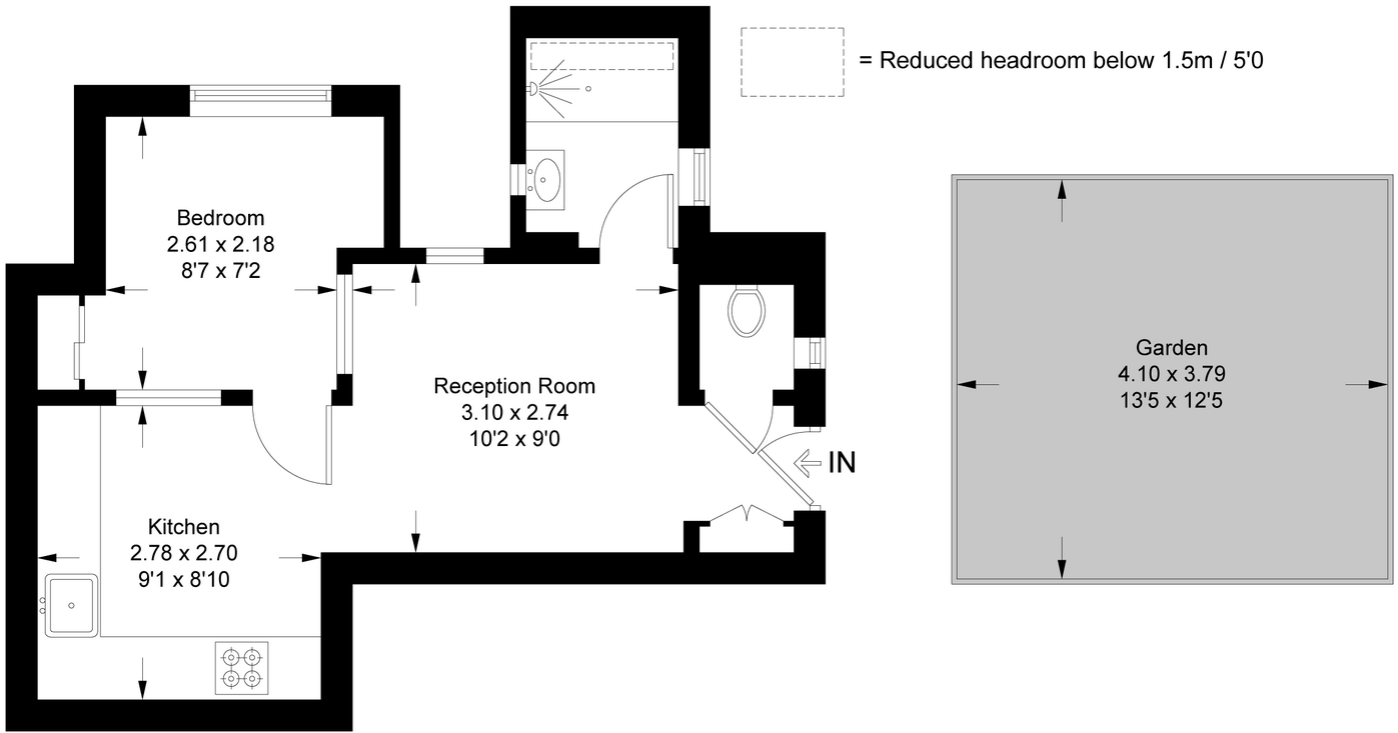 = Reduced headroom below 1.5m / 5'0
Bedroom
2.61 x 2.18
8'7 x 7'2
Reception Room
3.10 x 2.74
10'2 x 9'0
Garden
4.10 x 3.79
13'5 x 12'5
IN
Kitchen
2.78 x 2.70
9'1 x 8'10